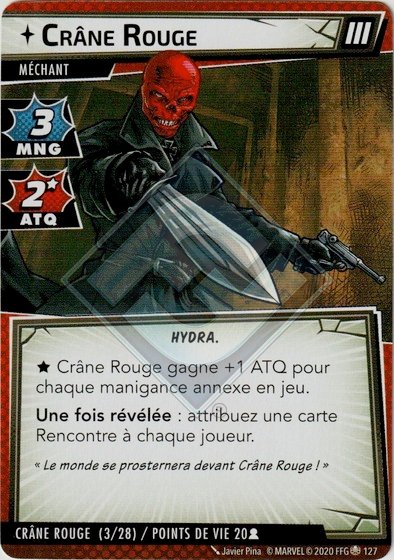 CRÂNE ROUGE
III
MÉCHANT
3
MNG
2★
ATQ
HYDRA.
★ Crâne Rouge gagne +1 ATQ pour
chaque manigance annexe en jeu.
Une fois révélée : attribuez une carte
Rencontre à chaque joueur.
« Le monde se prosternera devant Crâne Rouge ! »
CRÂNE ROUGE (3/28) / POINTS DE VIE 20
Javier Pina © MARVEL © 2020 FFG 127